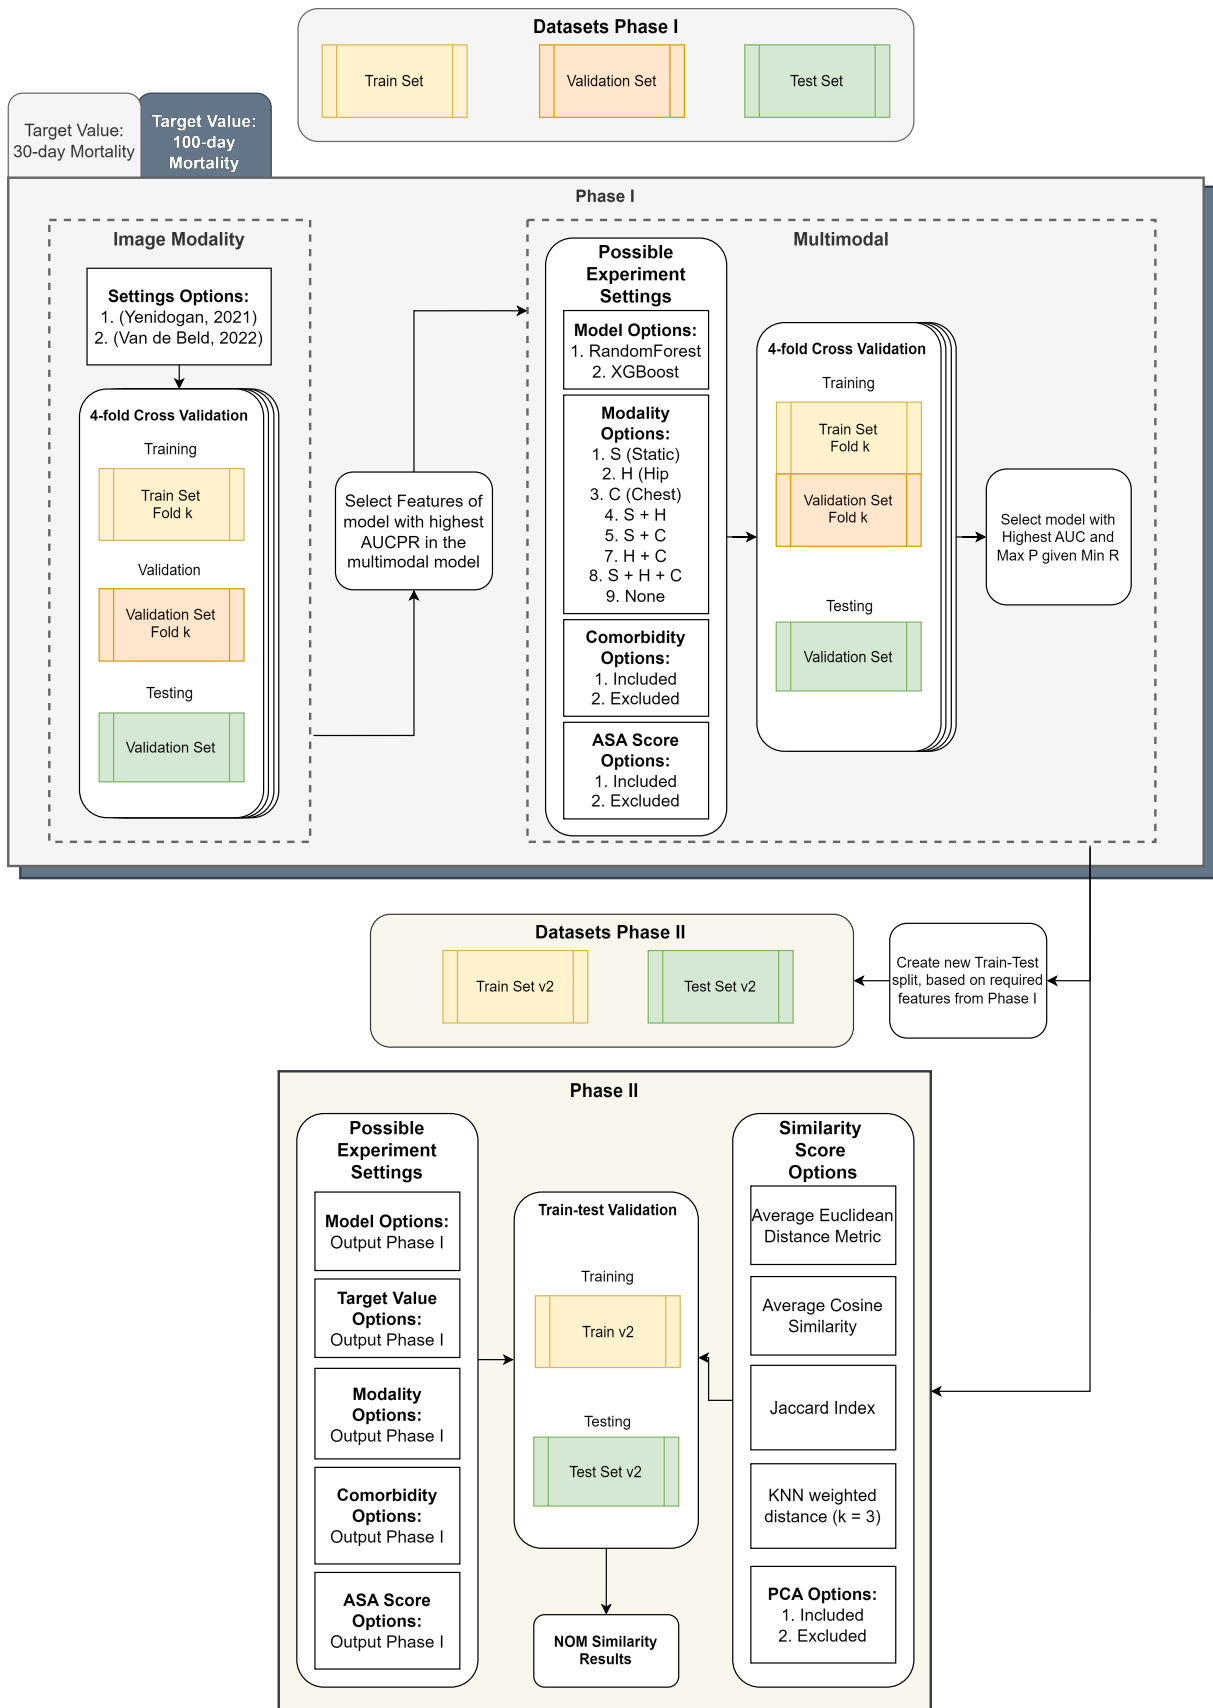 Datasets Phase I
Train Set
Validation Set
Test Set
Target Value:
30-day Mortality
Target Value:
100-day
Mortality
Phase I
Image Modality
Settings Options:
1. (Yenidogan, 2021)
2. (Van de Beld, 2022)
4-fold Cross Validation
Training
Train Set
Fold k
Validation
Validation Set
Fold k
Testing
Validation Set
Select Features of
model with highest
AUCPR in the
multimodal model
Multimodal
Possible
Experiment
Settings
Model Options:
1. RandomForest
2. XGBoost
Modality
Options:
1. S (Static)
2. H (Hip
3. C (Chest)
4. S + H
5. S + C
7. H + C
8. S + H + C
9. None
Comorbidity
Options:
1. Included
2. Excluded
ASA Score
Options:
1. Included
2. Excluded
4-fold Cross Validation
Training
Train Set
Fold k
Validation Set
Fold k
Testing
Validation Set
Select model with
Highest AUC and
Max P given Min R
Datasets Phase II
Train Set v2
Test Set v2
Create new Train-Test
split, based on required
features from Phase I
Phase II
Possible
Experiment
Settings
Model Options:
Output Phase I
Target Value
Options:
Output Phase I
Modality
Options:
Output Phase I
Comorbidity
Options:
Output Phase I
ASA Score
Options:
Output Phase I
Train-test Validation
Training
Train v2
Testing
Test Set v2
NOM Similarity
Results
Similarity
Score
Options
Average Euclidean
Distance Metric
Average Cosine
Similarity
Jaccard Index
KNN weighted
distance (k = 3)
PCA Options:
1. Included
2. Excluded